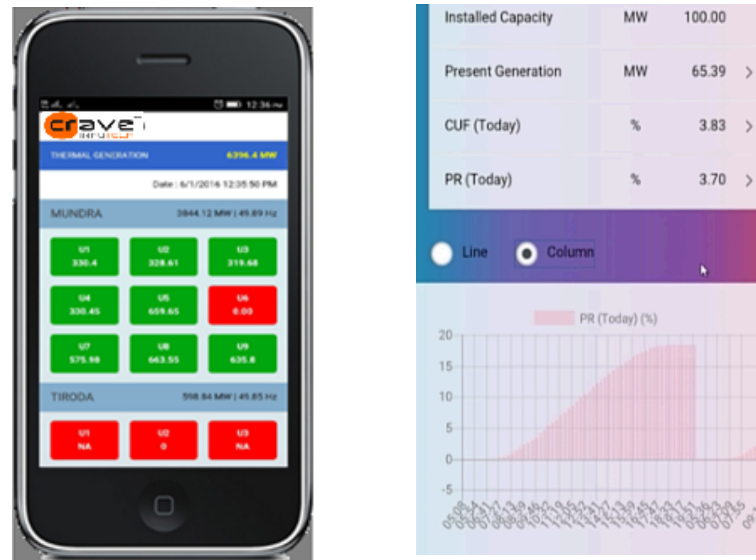 12:36 PM
crave
INFOTECH
THERMAL GENERATION 6396.4 MW
Date : 6/1/2016 12:35:50 PM
MUNDRA 3844.12 MW | 49.89 Hz
U1 U2 U3
330.4 328.61 319.68
U4 U5 U6
330.45 659.65 0.00
U7 U8 U9
575.98 663.55 635.8
TIRODA 598.84 MW | 49.85 Hz
U1 U2 U3
NA 0 NA
Installed Capacity MW 100.00
Present Generation MW 65.39 >
CUF (Today) % 3.83 >
PR (Today) % 3.70 >
Line Column
PR (Today) (%)
20
15
10
5
0
-5